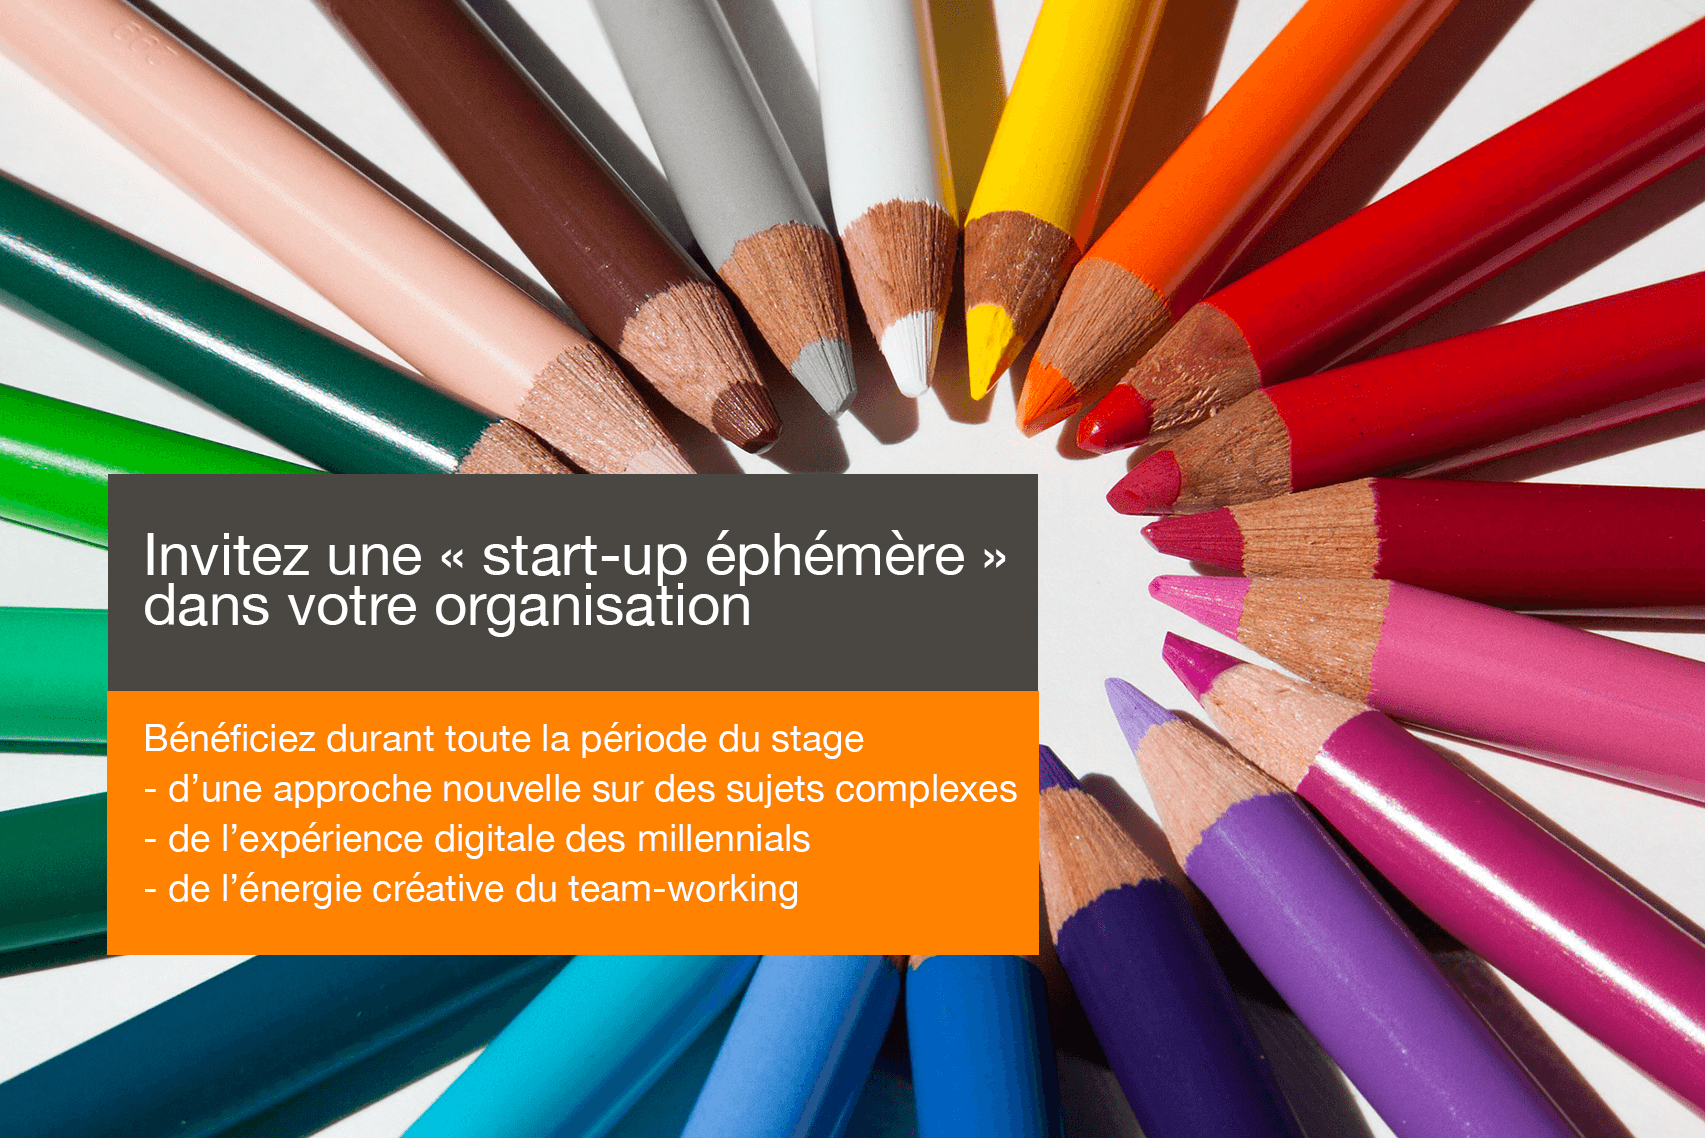 Invitez une « start-up éphémère »
dans votre organisation
Bénéficiez durant toute la période du stage
- d’une approche nouvelle sur des sujets complexes
- de l’expérience digitale des millennials
- de l’énergie créative du team-working